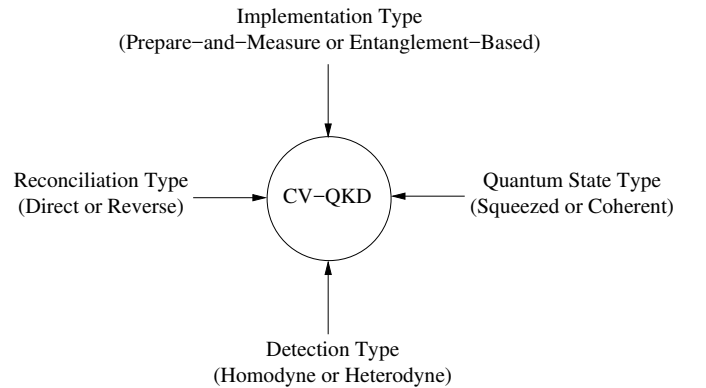 Implementation Type
(Prepare−and−Measure or Entanglement−Based)
Reconciliation Type
(Direct or Reverse)
CV−QKD
Quantum State Type
(Squeezed or Coherent)
Detection Type
(Homodyne or Heterodyne)